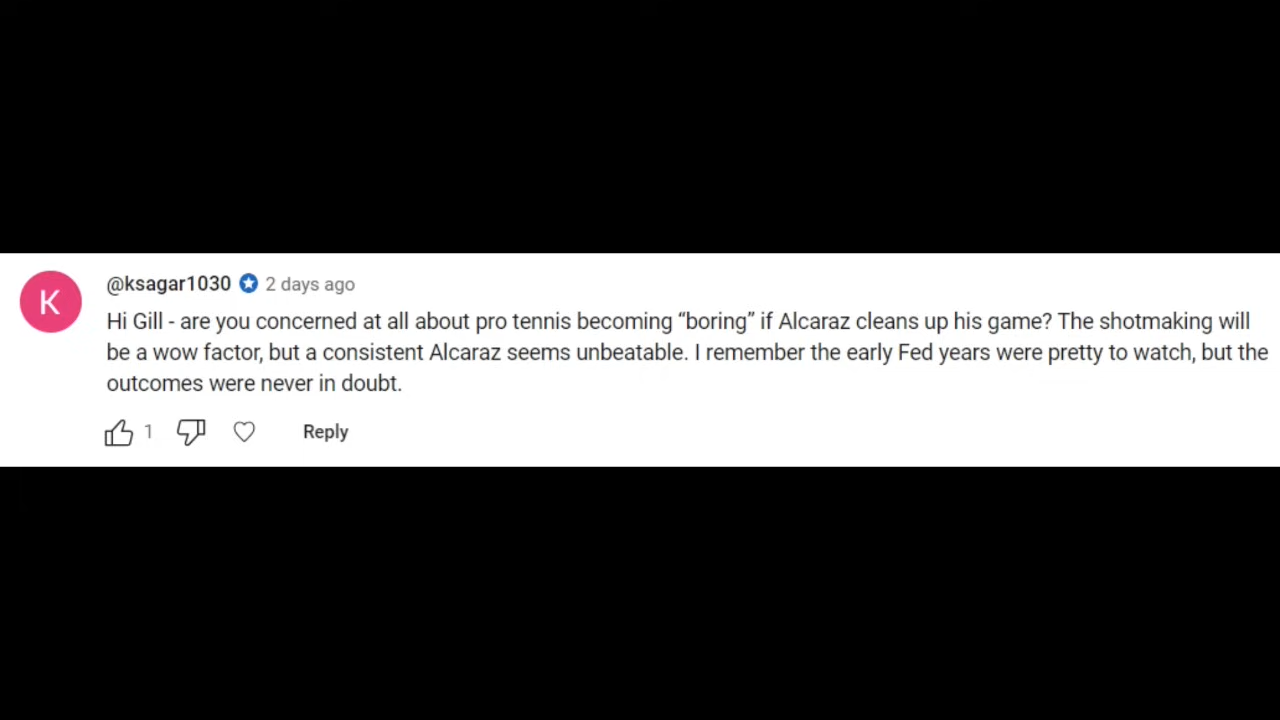 K
@ksagar1030 2 days ago
Hi Gill - are you concerned at all about pro tennis becoming “boring” if Alcaraz cleans up his game? The shotmaking will
be a wow factor, but a consistent Alcaraz seems unbeatable. I remember the early Fed years were pretty to watch, but the
outcomes were never in doubt.
1 Reply